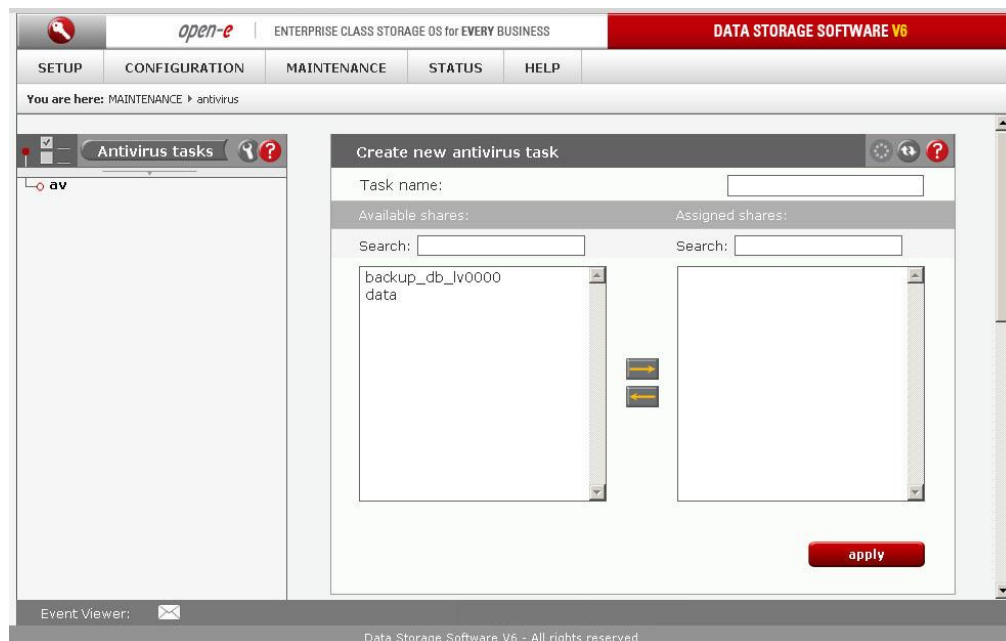 open-e
ENTERPRISE CLASS STORAGE OS for EVERY BUSINESS
DATA STORAGE SOFTWARE V6
SETUP
CONFIGURATION
MAINTENANCE
STATUS
HELP
You are here: MAINTENANCE antivirus
Antivirus tasks
?
av
Create new antivirus task
?
Task name:
Available shares:
Assigned shares:
Search:
Search:
backup_db_lv0000
data
apply
Event Viewer:
Data Storage Software V6 - All rights reserved